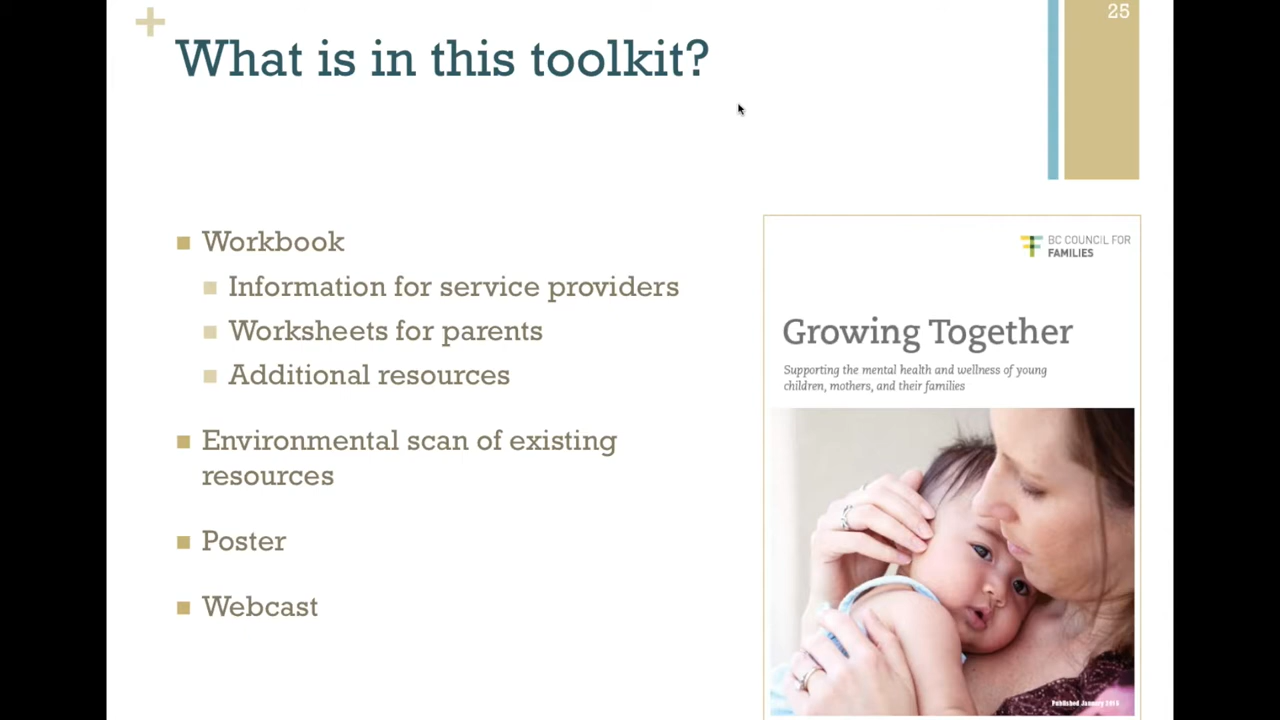 25
What is in this toolkit?
Workbook
Information for service providers
Worksheets for parents
Additional resources
Environmental scan of existing
resources
Poster
Webcast
BC COUNCIL FOR
FAMILIES
Growing Together
Supporting the mental health and wellness of young
children, mothers, and their families
Published January